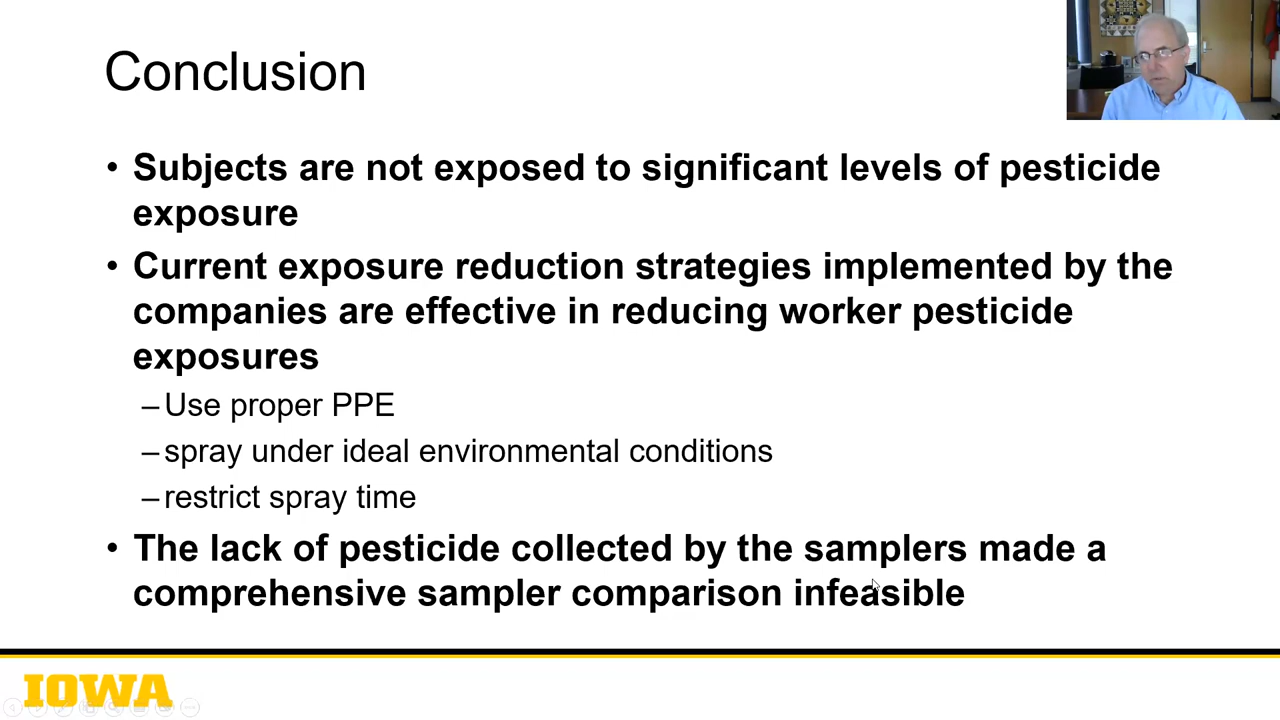 Conclusion
• Subjects are not exposed to significant levels of pesticide
exposure
• Current exposure reduction strategies implemented by the
companies are effective in reducing worker pesticide
exposures
–Use proper PPE
–spray under ideal environmental conditions
–restrict spray time
• The lack of pesticide collected by the samplers made a
comprehensive sampler comparison infeasible
IOWA